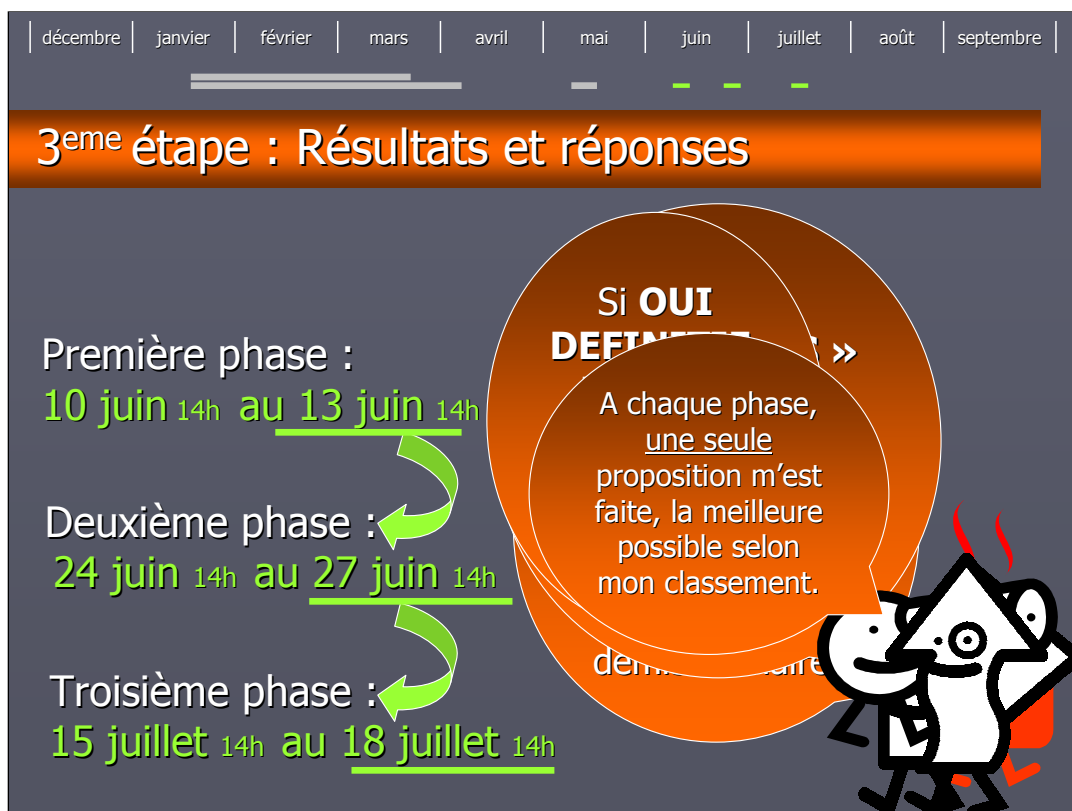 décembre janvier février mars avril mai juin juillet août septembre
3eme étape : Résultats et réponses
Première phase :
10 juin 14h au 13 juin 14h
Deuxième phase :
24 juin 14h au 27 juin 14h
Troisième phase :
15 juillet 14h au 18 juillet 14h
Si OUI
»
A chaque phase,
une seule
proposition m’est
faite, la meilleure
possible selon
mon classement.